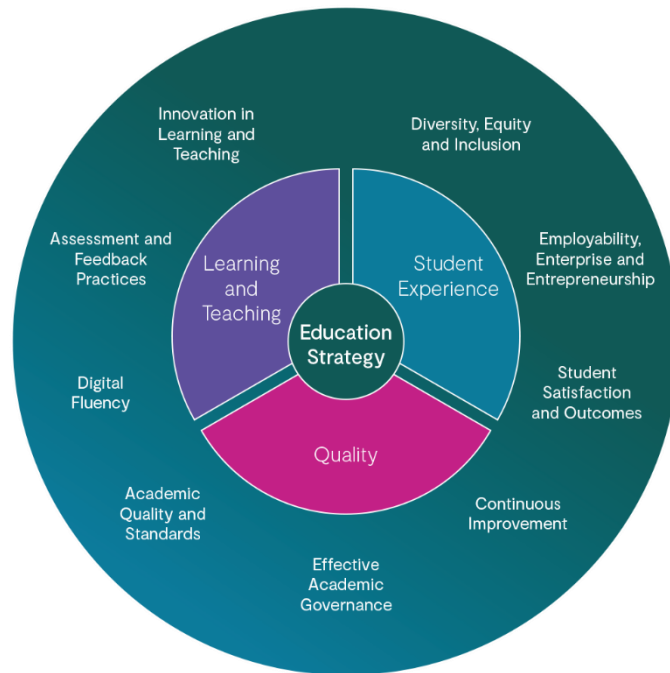 Innovation in
Learning and
Teaching
Diversity, Equity
and Inclusion
Assessment and
Feedback
Practices
Employability,
Enterprise and
Entrepreneurship
Learning
and
Teaching
Student
Experience
Education
Strategy
Digital
Fluency
Student
Satisfaction
and Outcomes
Quality
Academic
Quality and
Standards
Continuous
Improvement
Effective
Academic
Governance